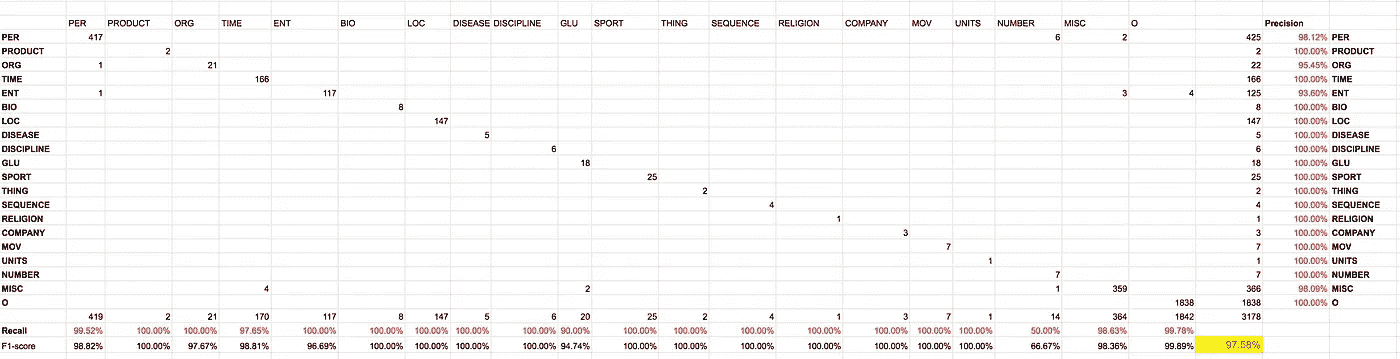 PER PRODUCT ORG TIME ENT BIO LOC DISEASE DISCIPLINE GLU SPORT THING SEQUENCE RELIGION COMPANY MOV UNITS NUMBER MISC O Precision
PER 417 6 2 425 98.12% PER
PRODUCT 2 2 100.00% PRODUCT
ORG 1 21 22 95.45% ORG
TIME 166 166 100.00% TIME
ENT 1 117 3 4 125 93.60% ENT
BIO 8 8 100.00% BIO
LOC 147 147 100.00% LOC
DISEASE 5 5 100.00% DISEASE
DISCIPLINE 6 6 100.00% DISCIPLINE
GLU 18 18 100.00% GLU
SPORT 25 25 100.00% SPORT
THING 2 2 100.00% THING
SEQUENCE 4 4 100.00% SEQUENCE
RELIGION 1 1 100.00% RELIGION
COMPANY 3 3 100.00% COMPANY
MOV 7 7 100.00% MOV
UNITS 1 1 100.00% UNITS
NUMBER 7 7 100.00% NUMBER
MISC 4 2 1 359 366 98.09% MISC
O 1838 1838 100.00% O
419 2 21 170 117 8 147 5 6 20 25 2 4 1 3 7 1 14 364 1842 3178
Recall 99.52% 100.00% 100.00% 97.65% 100.00% 100.00% 100.00% 100.00% 100.00% 90.00% 100.00% 100.00% 100.00% 100.00% 100.00% 100.00% 100.00% 50.00% 98.63% 99.78%
F1-score 98.82% 100.00% 97.67% 98.81% 96.69% 100.00% 100.00% 100.00% 100.00% 94.74% 100.00% 100.00% 100.00% 100.00% 100.00% 100.00% 100.00% 66.67% 98.36% 99.89% 97.58%